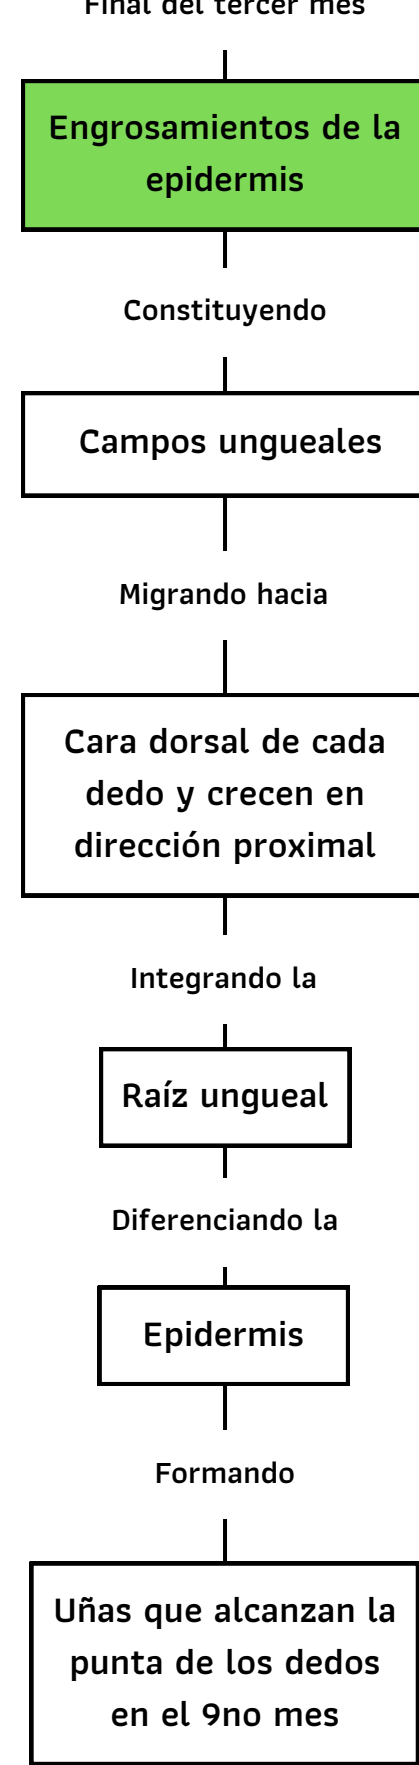 Final del tercer mes
Engrosamientos de la
epidermis
Constituyendo
Campos ungueales
Migrando hacia
Cara dorsal de cada
dedo y crecen en
dirección proximal
Integrando la
Raíz ungueal
Diferenciando la
Epidermis
Formando
Uñas que alcanzan la
punta de los dedos
en el 9no mes